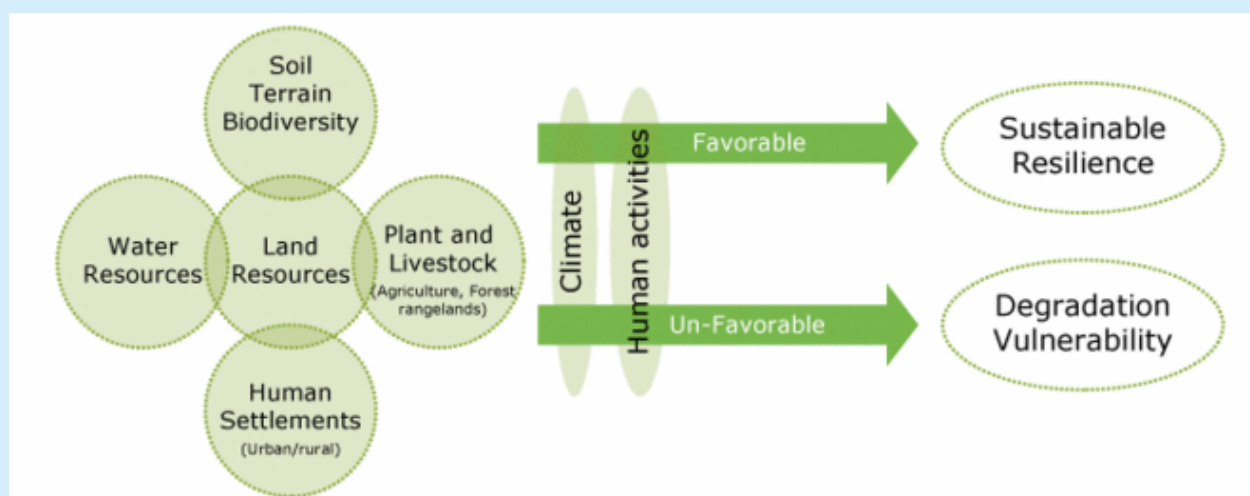 Soil
Terrain
Biodiversity
Water
Resources
Land
Resources
Plant and
Livestock
(Agriculture, Forest
rangelands)
Human
Settlements
(Urban/rural)
Climate
Human activities
Favorable
Un-Favorable
Sustainable
Resilience
Degradation
Vulnerability